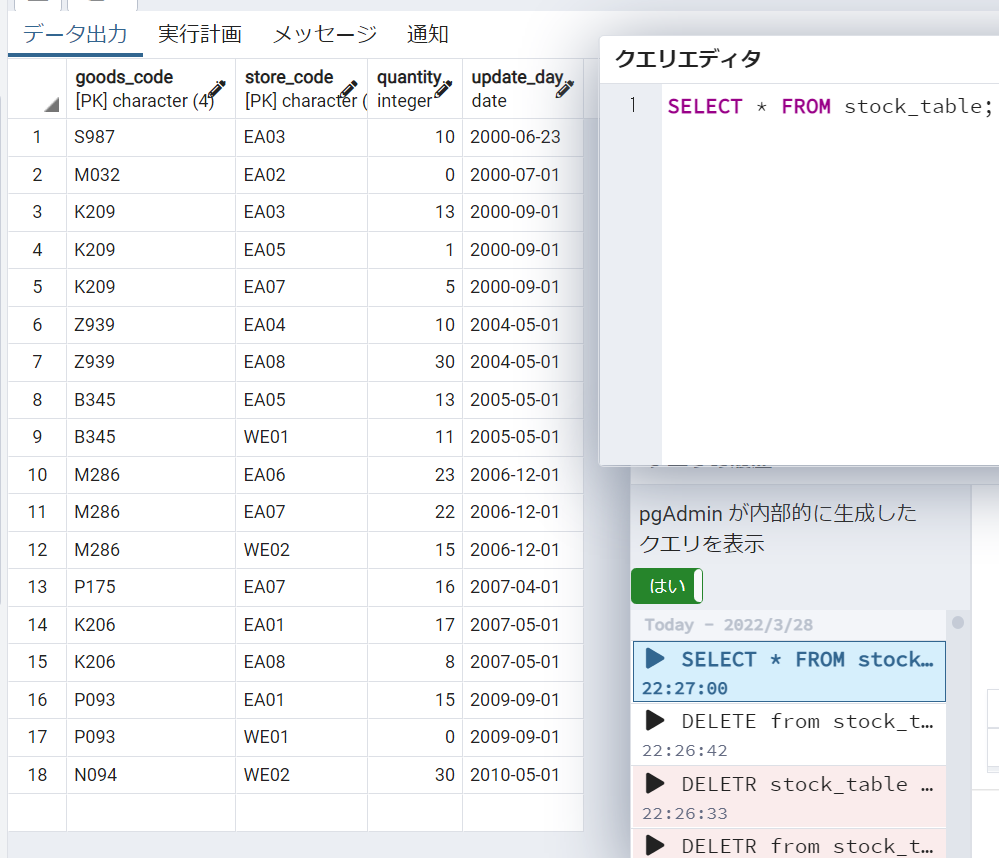 データ出力 実行計画 メッセージ 通知
goods_code store_code quantity update_day
[PK] character (4) [PK] character ( integer date
1 S987 EA03 10 2000-06-23
2 M032 EA02 0 2000-07-01
3 K209 EA03 13 2000-09-01
4 K209 EA05 1 2000-09-01
5 K209 EA07 5 2000-09-01
6 Z939 EA04 10 2004-05-01
7 Z939 EA08 30 2004-05-01
8 B345 EA05 13 2005-05-01
9 B345 WE01 11 2005-05-01
10 M286 EA06 23 2006-12-01
11 M286 EA07 22 2006-12-01
12 M286 WE02 15 2006-12-01
13 P175 EA07 16 2007-04-01
14 K206 EA01 17 2007-05-01
15 K206 EA08 8 2007-05-01
16 P093 EA01 15 2009-09-01
17 P093 WE01 0 2009-09-01
18 N094 WE02 30 2010-05-01
クエリエディタ
1 SELECT * FROM stock_table;
pgAdmin が内部的に生成した
クエリを表示
はい
Today - 2022/3/28
SELECT * FROM stock…
22:27:00
DELETE from stock_t…
22:26:42
DELETR stock_table …
22:26:33
DELETR from stock_t…